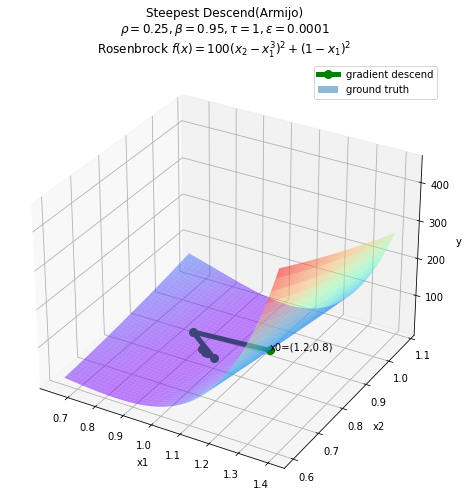 Steepest Descend(Armijo)
ρ = 0.25, β = 0.95, τ = 1, ε = 0.0001
Rosenbrock f(x) = 100(x₂ − x₁³)² + (1 − x₁)²
gradient descend
ground truth
400
300
y
200
100
x0=(1.2,0.8)
1.1
1.0
0.9
x2
0.8
0.7
0.6
0.7
0.8
0.9
1.0
x1
1.1
1.2
1.3
1.4